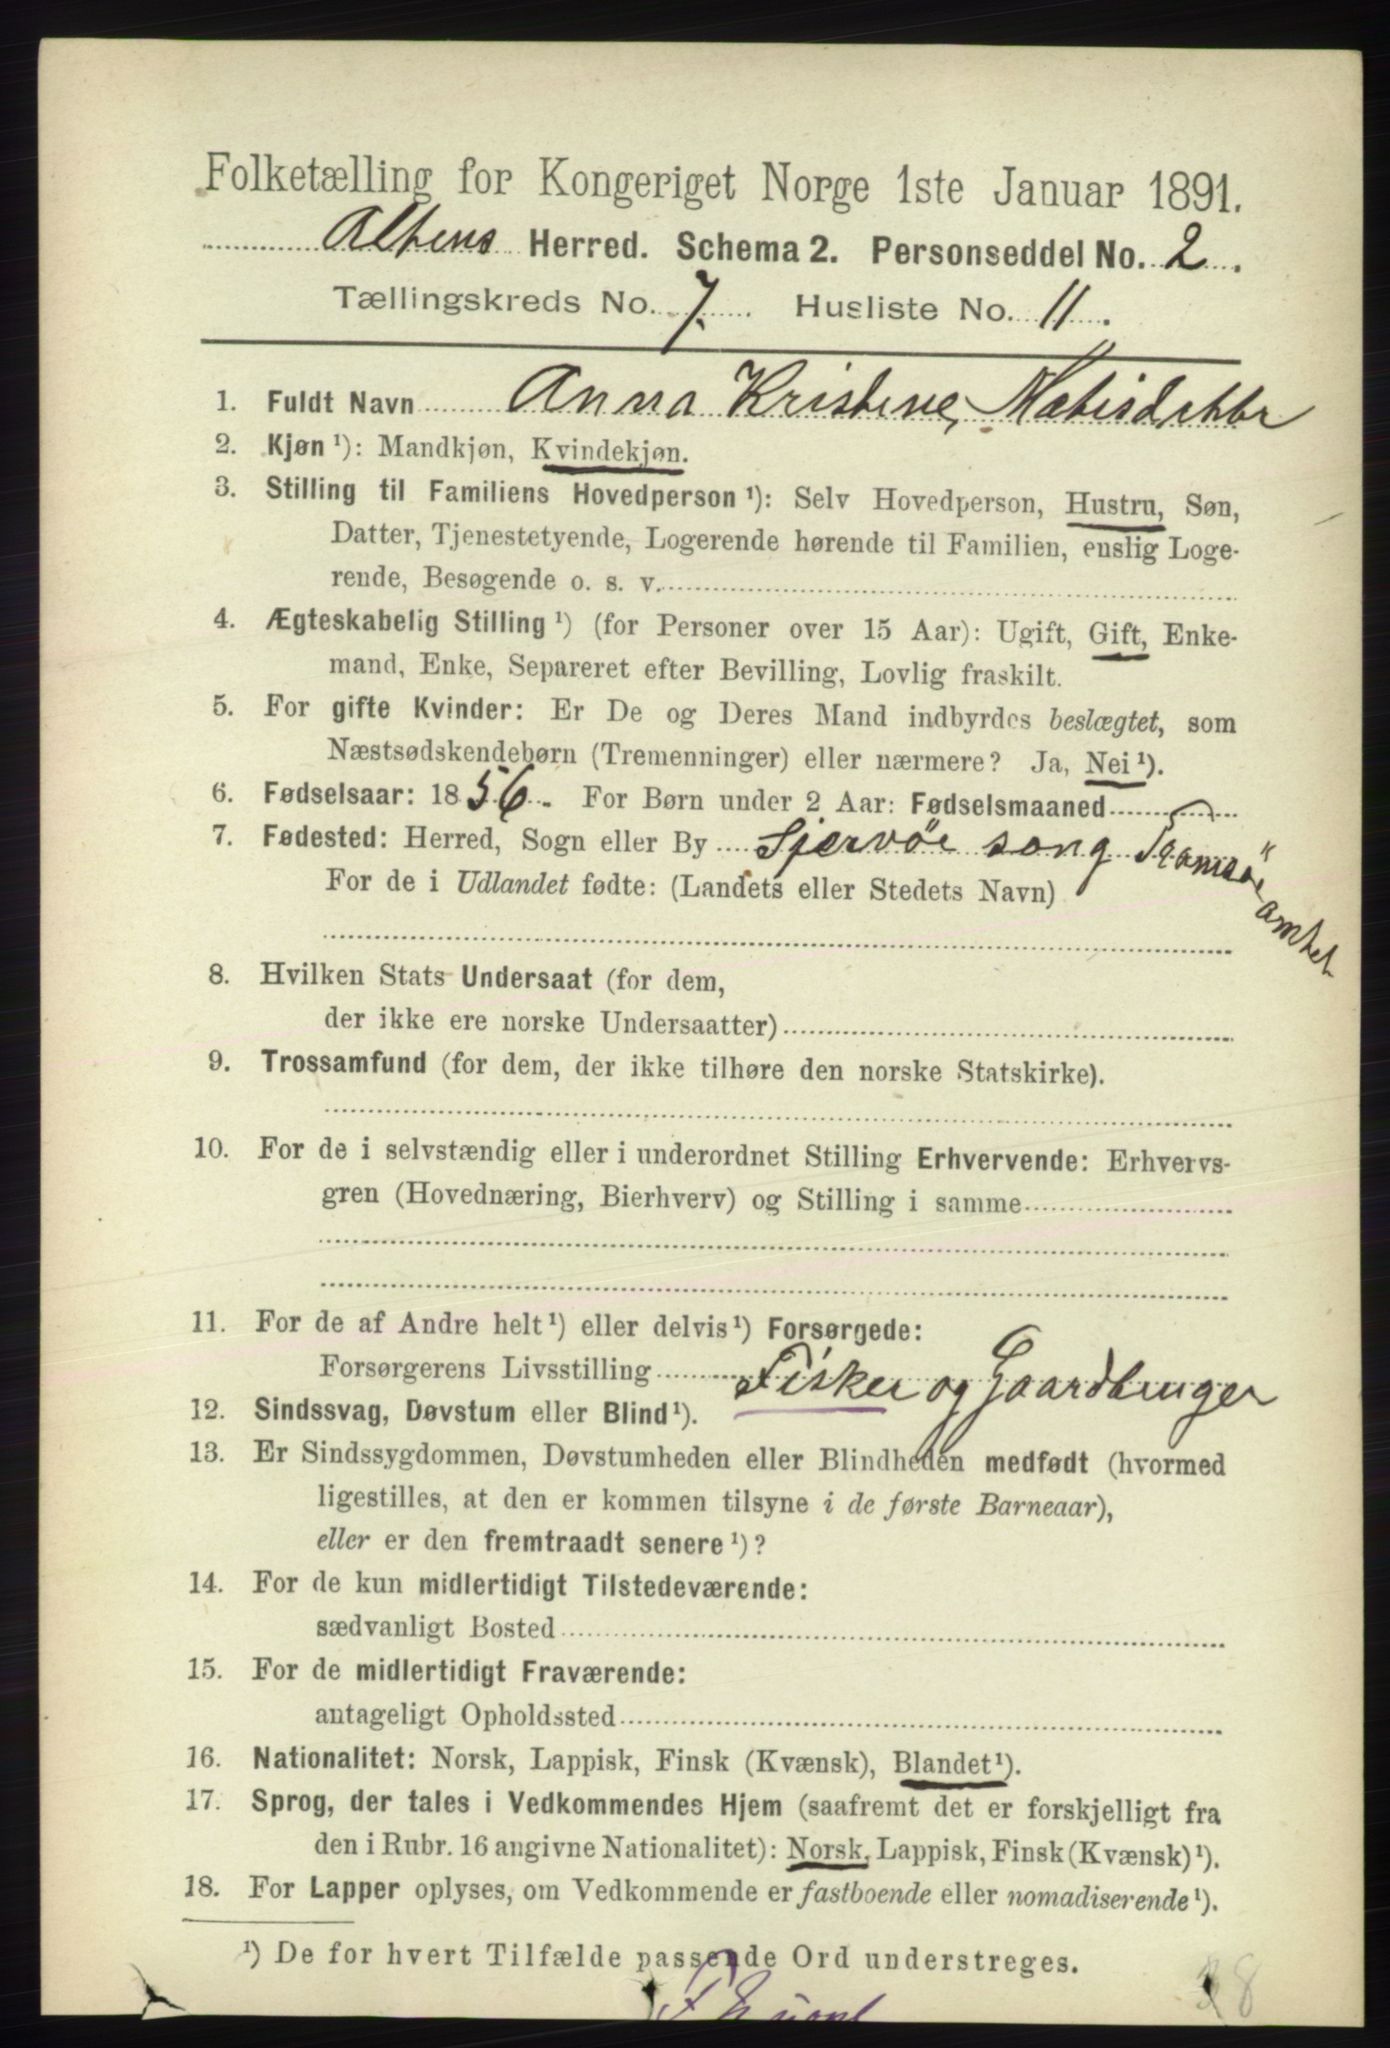 Folketælling for Kongeriget Norge 1ste Januar 1891.
Altens Herred. Schema 2. Personseddel No. 2.
Tællingskreds No. 7. Husliste No. 11.
1. Fuldt Navn Anna Kristine, Matisdatter
2. Kjøn ¹): Mandkjøn, Kvindekjøn.
3. Stilling til Familiens Hovedperson ¹): Selv Hovedperson, Hustru, Søn,
Datter, Tjenestetyende, Logerende hørende til Familien, enslig Loge-
rende, Besøgende o. s. v.
4. Ægteskabelig Stilling ¹) (for Personer over 15 Aar): Ugift, Gift, Enke-
mand, Enke, Separeret efter Bevilling, Lovlig fraskilt.
5. For gifte Kvinder: Er De og Deres Mand indbyrdes beslægtet, som
Næstsødskendebørn (Tremenninger) eller nærmere? Ja, Nei ¹).
6. Fødselsaar: 1856. For Børn under 2 Aar: Fødselsmaaned
7. Fødested: Herred, Sogn eller By Sjervöe song Tromsøe amtet
For de i Udlandet fødte: (Landets eller Stedets Navn)
8. Hvilken Stats Undersaat (for dem,
der ikke ere norske Undersaatter)
9. Trossamfund (for dem, der ikke tilhøre den norske Statskirke).
10. For de i selvstændig eller i underordnet Stilling Erhvervende: Erhvervs-
gren (Hovednæring, Bierhverv) og Stilling i samme
11. For de af Andre helt ¹) eller delvis ¹) Forsørgede:
Forsørgerens Livsstilling Fisker og Gaardbruger
12. Sindssvag, Døvstum eller Blind ¹).
13. Er Sindssygdommen, Døvstumheden eller Blindheden medfødt (hvormed
ligestilles, at den er kommen tilsyne i de første Barneaar),
eller er den fremtraadt senere ¹)?
14. For de kun midlertidigt Tilstedeværende:
sædvanligt Bosted
15. For de midlertidigt Fraværende:
antageligt Opholdssted
16. Nationalitet: Norsk, Lappisk, Finsk (Kvænsk), Blandet ¹).
17. Sprog, der tales i Vedkommendes Hjem (saafremt det er forskjelligt fra
den i Rubr. 16 angivne Nationalitet): Norsk, Lappisk, Finsk (Kvænsk) ¹).
18. For Lapper oplyses, om Vedkommende er fastboende eller nomadiserende ¹).
¹) De for hvert Tilfælde passende Ord understreges.